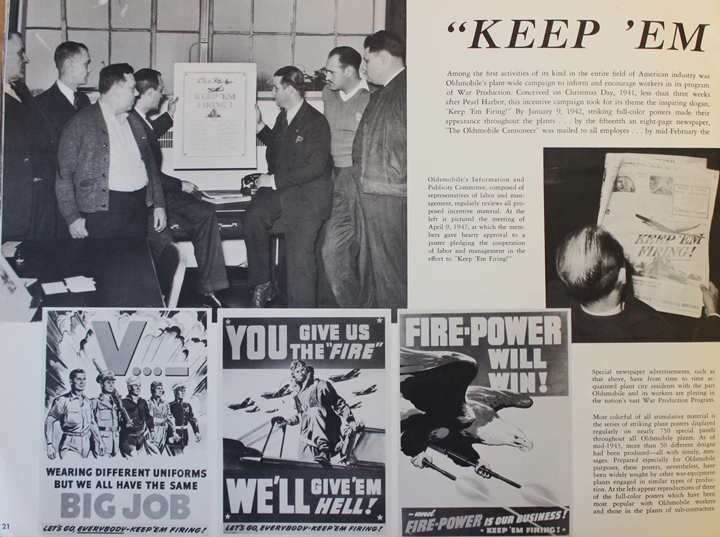 "KEEP 'EM
Among the first activities of its kind in the entire field of American industry was
Oldsmobile's plant-wide campaign to inform and encourage workers in its program
of War Production. Conceived on Christmas Day, 1941, less than three weeks
after Pearl Harbor, this incentive campaign took for its theme the inspiring slogan,
"Keep 'Em Firing!" By January 9, 1942, striking full-color posters made their
appearance throughout the plants . . . by the fifteenth an eight-page newspaper,
"The Oldsmobile Cannoneer" was mailed to all employes . . . by mid-February the
Our Pledge
KEEP 'EM
FIRING!
Oldsmobile's Information and
Publicity Committee, composed of
representatives of labor and man-
agement, regularly reviews all pro-
posed incentive material. At the
left is pictured the meeting of
April 9, 1942, at which the mem-
bers gave hearty approval to a
poster pledging the cooperation
of labor and management in the
effort to "Keep 'Em Firing!"
KEEP 'EM
FIRING!
Special newspaper advertisements, such as
that above, have from time to time ac-
quainted plant city residents with the part
Oldsmobile and its workers are playing in
the nation's vast War Production Program.
Most colorful of all stimulative material is
the series of striking plant posters displayed
regularly on nearly 750 special panels
throughout all Oldsmobile plants. As of
mid-1943, more than 50 different designs
had been produced—all with timely, mes-
sages. Prepared especially for Oldsmobile
purposes, these posters, nevertheless, have
been widely sought by other war-equipment
plants engaged in similar types of produc-
tion. At the left appear reproductions of three
of the full-color posters which have been
most popular with Oldsmobile workers
and those in the plants of sub-contractors.
V...—
WEARING DIFFERENT UNIFORMS
BUT WE ALL HAVE THE SAME
BIG JOB
LET'S GO, EVERYBODY-KEEP'EM FIRING!
YOU GIVE US
THE "FIRE"
WE'LL GIVE'EM
HELL!
LET'S GO, EVERYBODY-KEEP'EM FIRING!
FIRE-POWER
WILL
WIN!
-and
FIRE-POWER IS OUR BUSINESS!
• KEEP 'EM FIRING! •
21